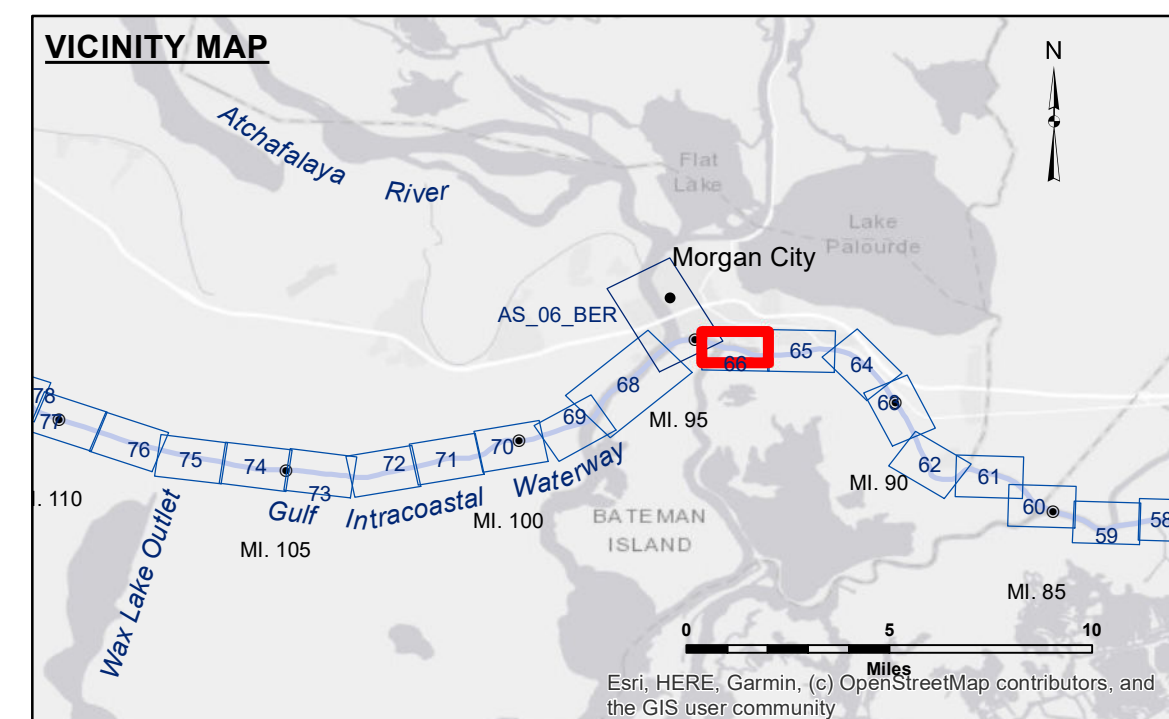 VICINITY MAP
N
Atchafalaya
River
Flat
Lake
Lake
Palourde
Morgan City
AS_06_BER
66
65
64
63
68
69
MI. 95
78
77
76
75
74
73
72
71
70
62
61
60
59
58
Gulf Intracoastal Waterway
MI. 90
MI. 100
MI. 105
. 110
Wax Lake Outlet
BATEMAN
ISLAND
MI. 85
0 5 10
Miles
Esri, HERE, Garmin, (c) OpenStreetMap contributors, and
the GIS user community